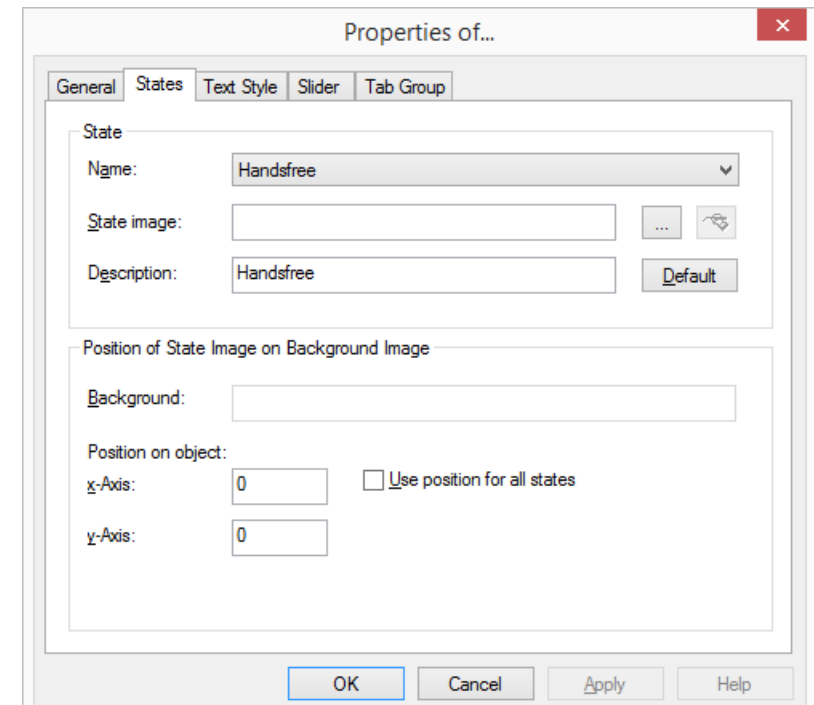 Properties of...
General States Text Style Slider Tab Group
State
Name: Handsfree
State image: ...
Description: Handsfree Default
Position of State Image on Background Image
Background:
Position on object:
x-Axis: 0 Use position for all states
y-Axis: 0
OK Cancel Apply Help